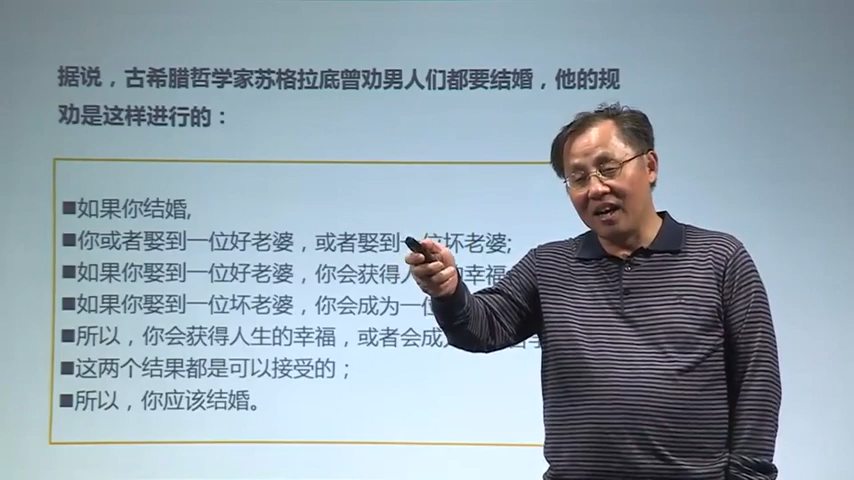 据说，古希腊哲学家苏格拉底曾劝男人们都要结婚，他的规
劝是这样进行的：
■如果你结婚,
■你或者娶到一位好老婆，或者娶到一位坏老婆;
■如果你娶到一位好老婆，你会获得人生的幸福
■如果你娶到一位坏老婆，你会成为一位
■所以，你会获得人生的幸福，或者会成
■这两个结果都是可以接受的；
■所以，你应该结婚。